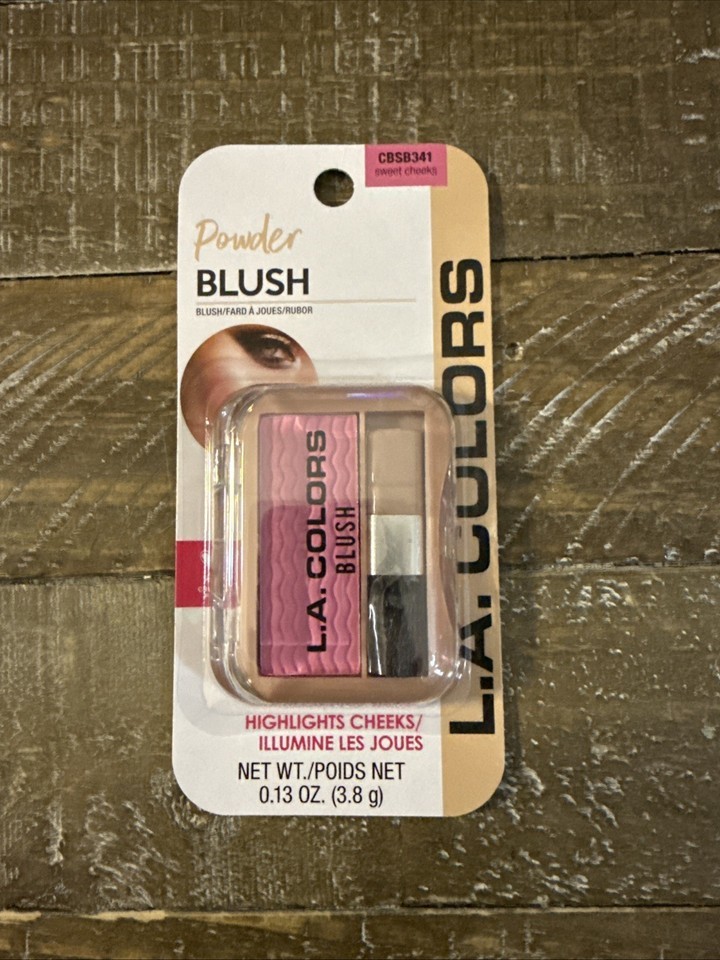 CBSB341
sweet cheeks
Powder
BLUSH
BLUSH/FARD À JOUES/RUBOR
L.A. COLORS
L.A. COLORS
BLUSH
HIGHLIGHTS CHEEKS/
ILLUMINE LES JOUES
NET WT./POIDS NET
0.13 OZ. (3.8 g)